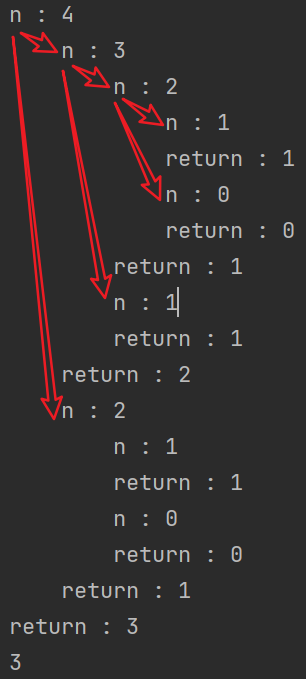 n : 4
n : 3
n : 2
n : 1
return : 1
n : 0
return : 0
return : 1
n : 1
return : 1
return : 2
n : 2
n : 1
return : 1
n : 0
return : 0
return : 1
return : 3
3